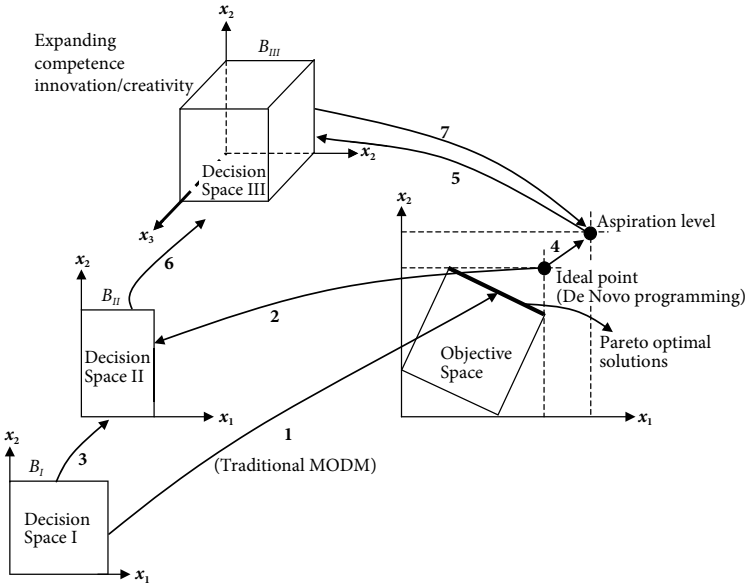 x2
Expanding
competence
innovation/creativity
BIII
x2
Decision
Space III
x3
7
5
6
x2
Aspiration level
4
Ideal point
(De Novo programming)
Pareto optimal
solutions
Objective
Space
x1
x2
BII
Decision
Space II
x1
2
1
(Traditional MODM)
3
x2
BI
Decision
Space I
x1